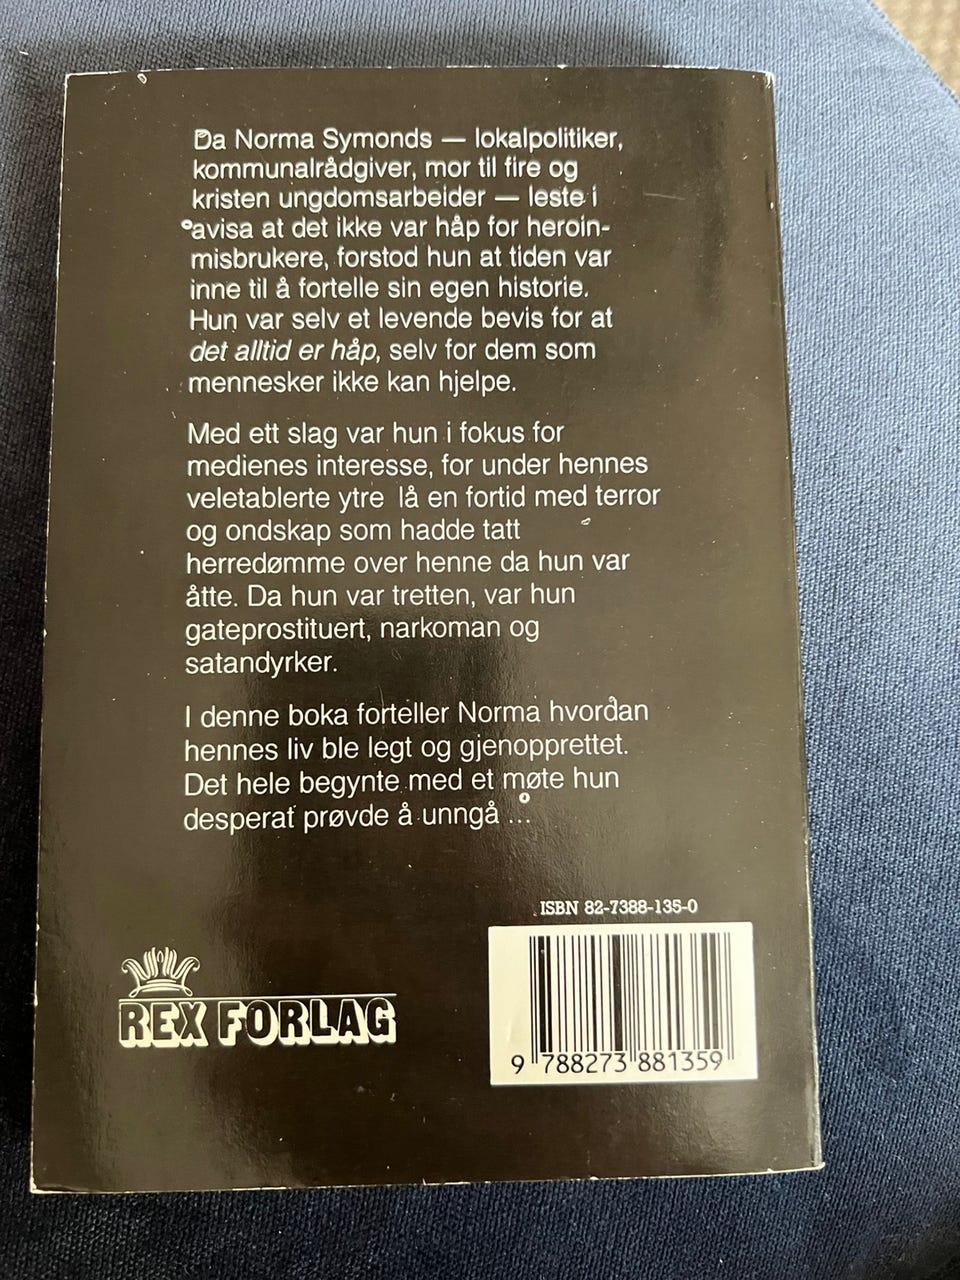 Da Norma Symonds — lokalpolitiker,
kommunalrådgiver, mor til fire og
kristen ungdomsarbeider — leste i
avisa at det ikke var håp for heroin-
misbrukere, forstod hun at tiden var
inne til å fortelle sin egen historie.
Hun var selv et levende bevis for at
det alltid er håp, selv for dem som
mennesker ikke kan hjelpe.
Med ett slag var hun i fokus for
medienes interesse, for under hennes
veletablerte ytre lå en fortid med terror
og ondskap som hadde tatt
herredømme over henne da hun var
åtte. Da hun var tretten, var hun
gateprostituert, narkoman og
satandyrker.
I denne boka forteller Norma hvordan
hennes liv ble legt og gjenopprettet.
Det hele begynte med et møte hun
desperat prøvde å unngå ...
ISBN 82-7388-135-0
REX FORLAG
9 788273 881359